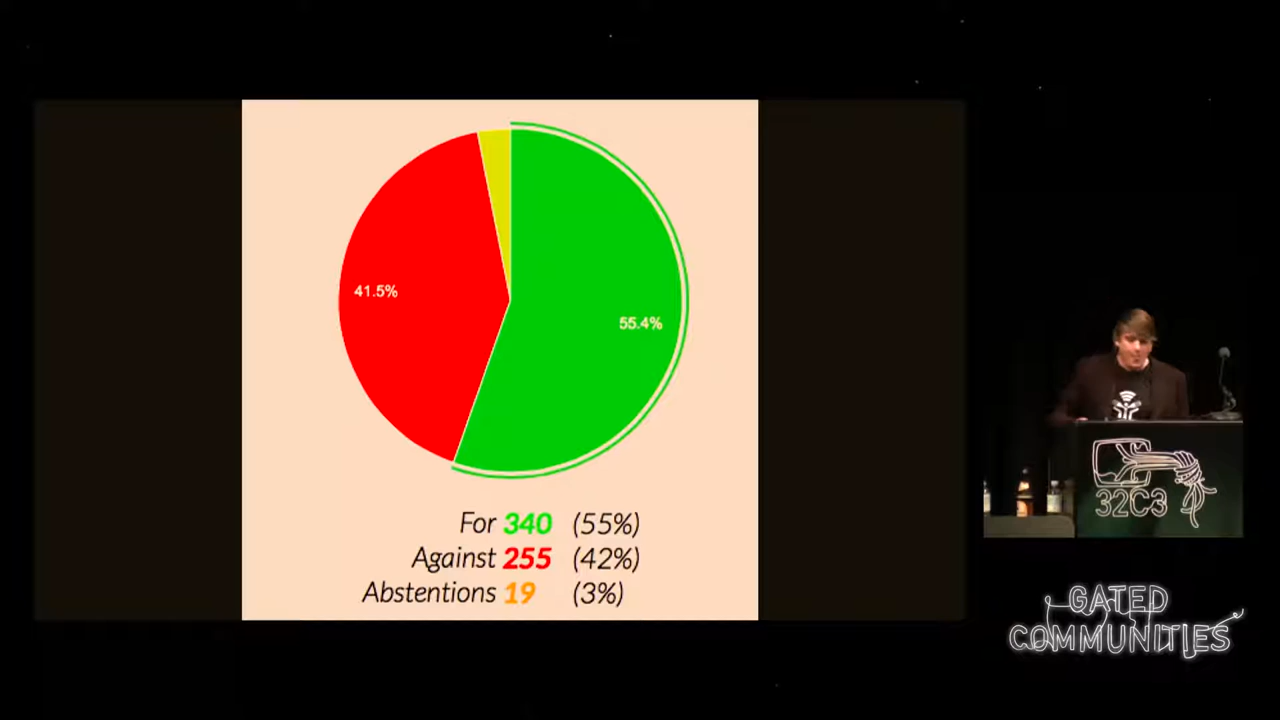 41.5%
55.4%
For 340 (55%)
Against 255 (42%)
Abstentions 19 (3%)
32C3
GATED
COMMUNITIES